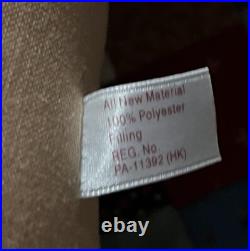 All New Material
100% Polyester
Filling
REG. No.
PA-11392 (HK)